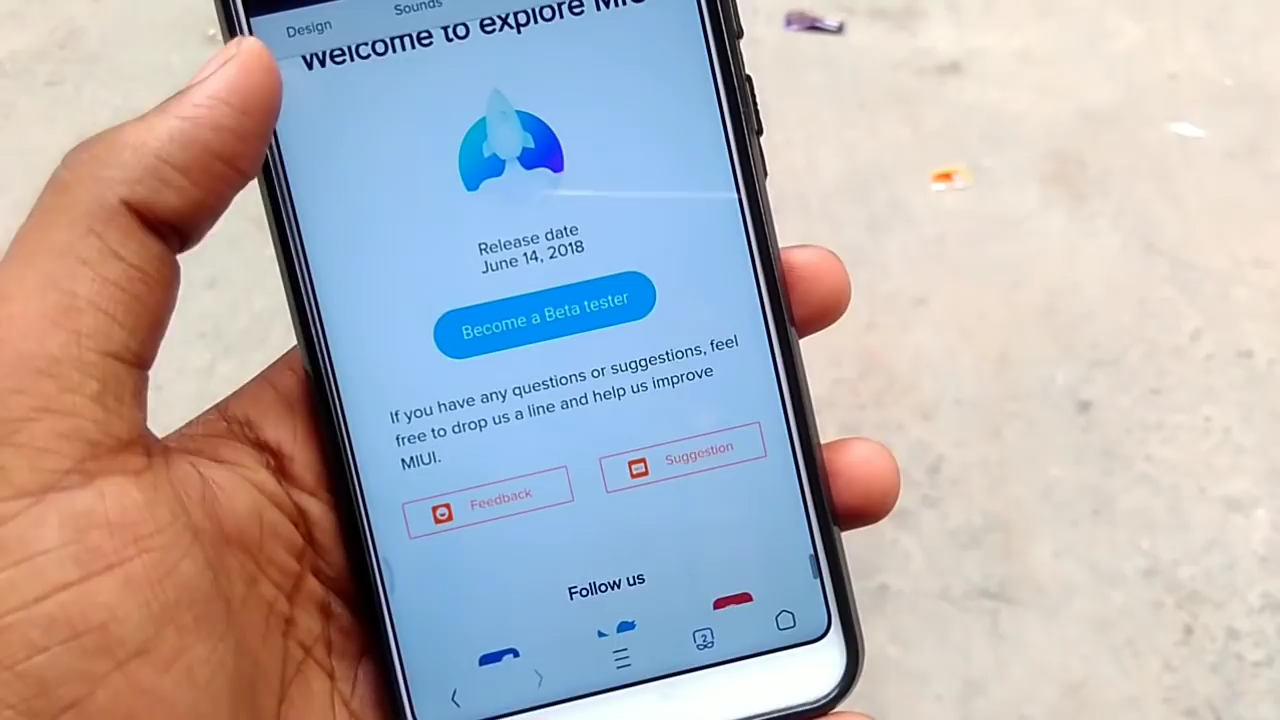 Design
Sounds
Welcome to explore
Release date
June 14, 2018
Become a Beta tester
If you have any questions or suggestions, feel
free to drop us a line and help us improve
MIUI.
Feedback
Suggestion
Follow us
2